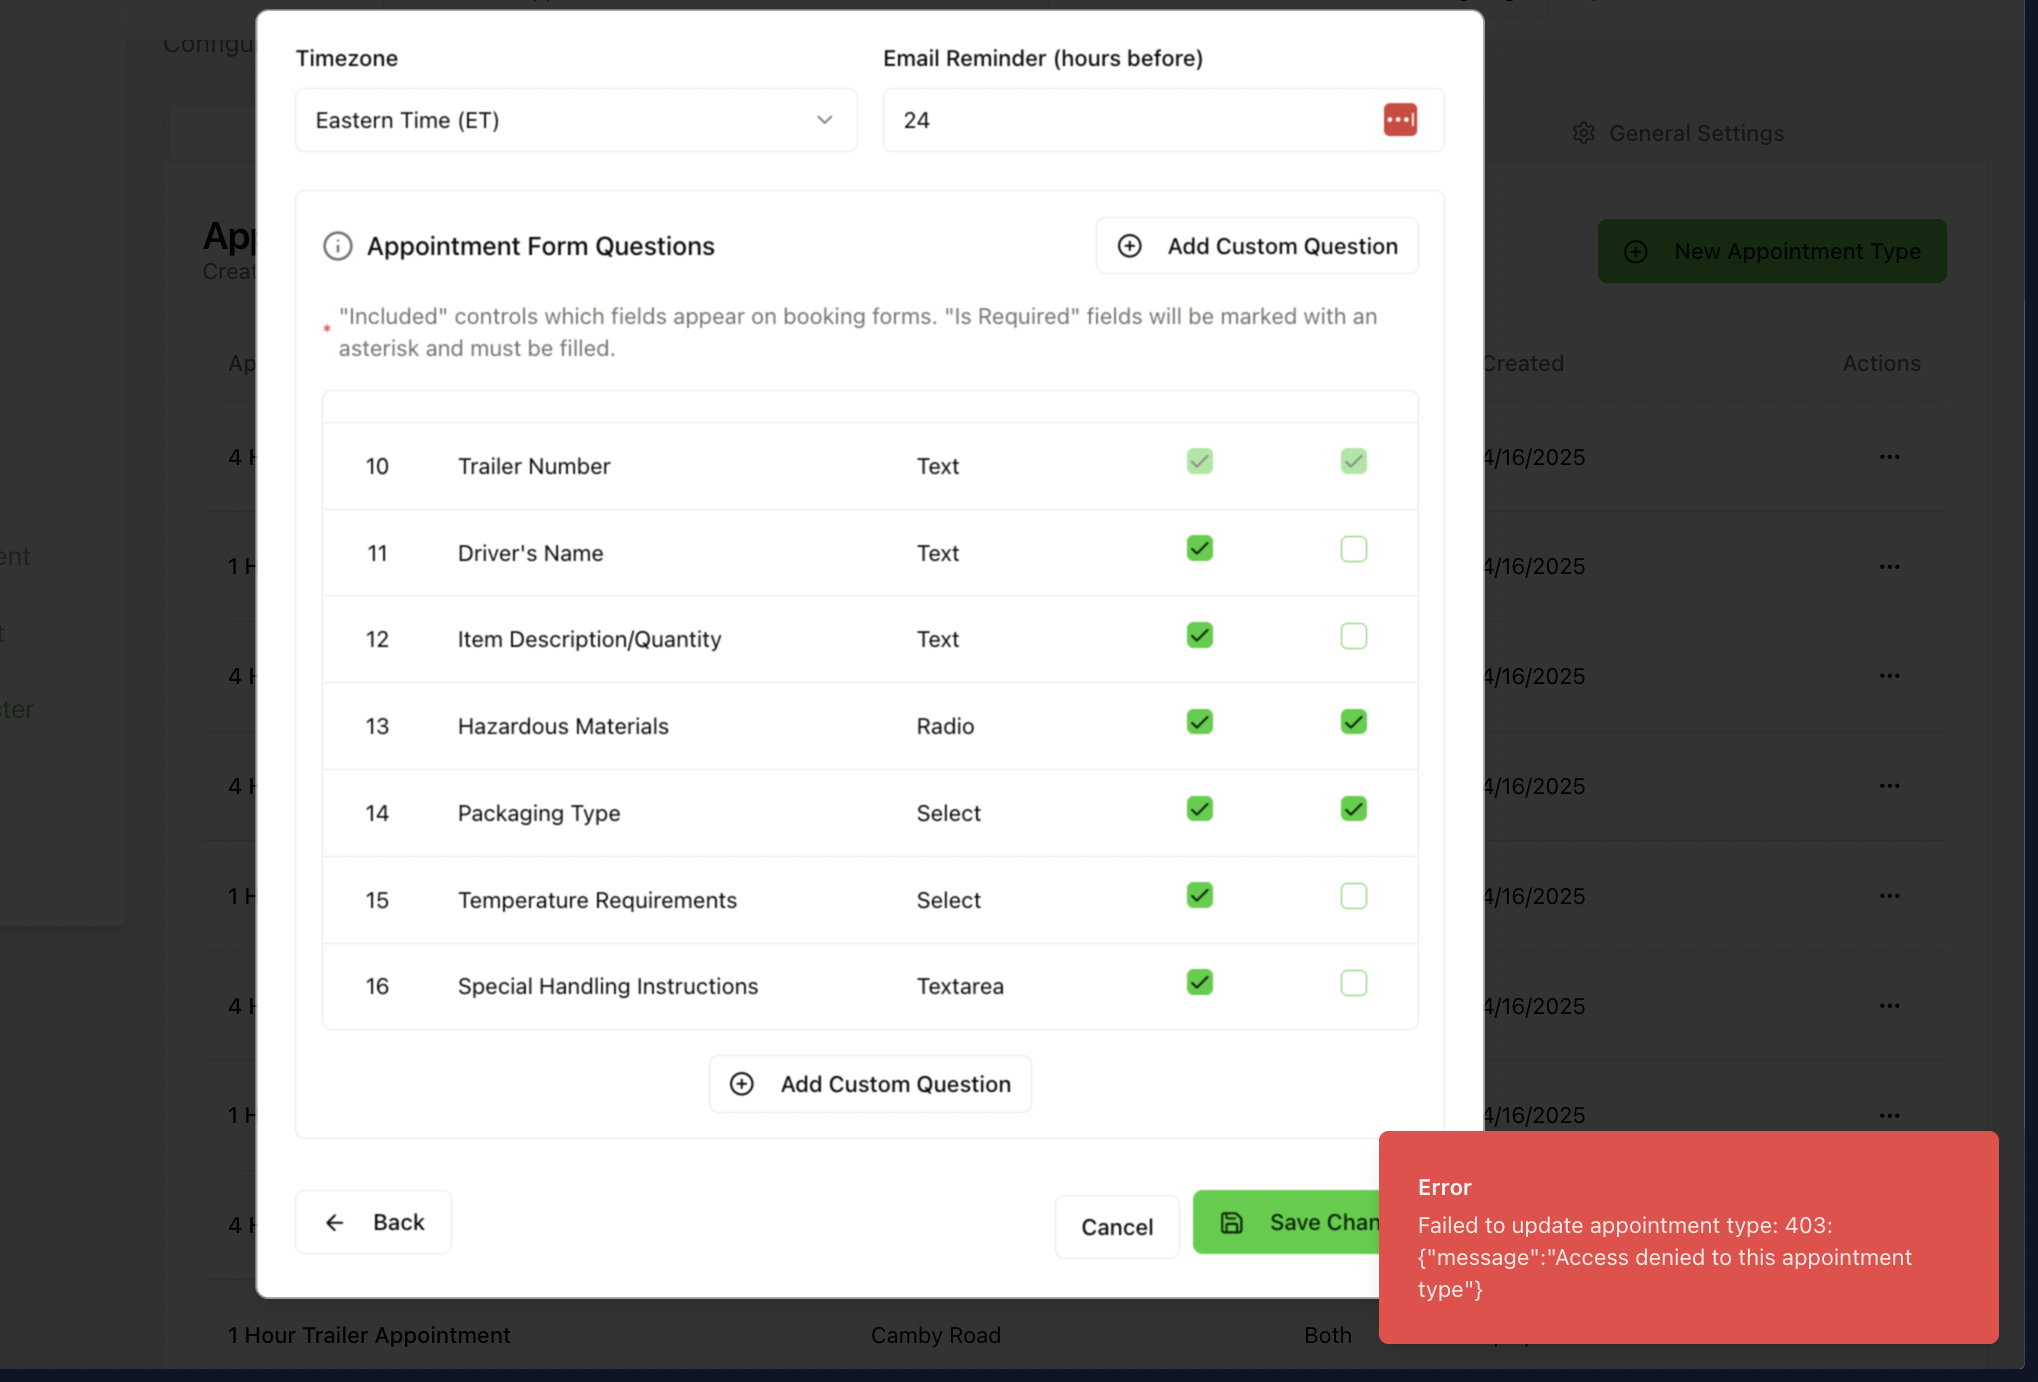 Configu
Timezone
Email Reminder (hours before)
Eastern Time (ET)
24
General Settings
App
Creat
Appointment Form Questions
Add Custom Question
New Appointment Type
* "Included" controls which fields appear on booking forms. "Is Required" fields will be marked with an
asterisk and must be filled.
Ap
Created
Actions
4 H
10
Trailer Number
Text
4/16/2025
ent
1 H
11
Driver's Name
Text
4/16/2025
t
4 H
12
Item Description/Quantity
Text
4/16/2025
ter
13
Hazardous Materials
Radio
4 H
14
Packaging Type
Select
4/16/2025
1 H
15
Temperature Requirements
Select
4/16/2025
4 H
16
Special Handling Instructions
Textarea
4/16/2025
Add Custom Question
1 H
4/16/2025
4 H
Back
Cancel
Save Chan
Error
Failed to update appointment type: 403:
{"message":"Access denied to this appointment
type"}
1 Hour Trailer Appointment
Camby Road
Both